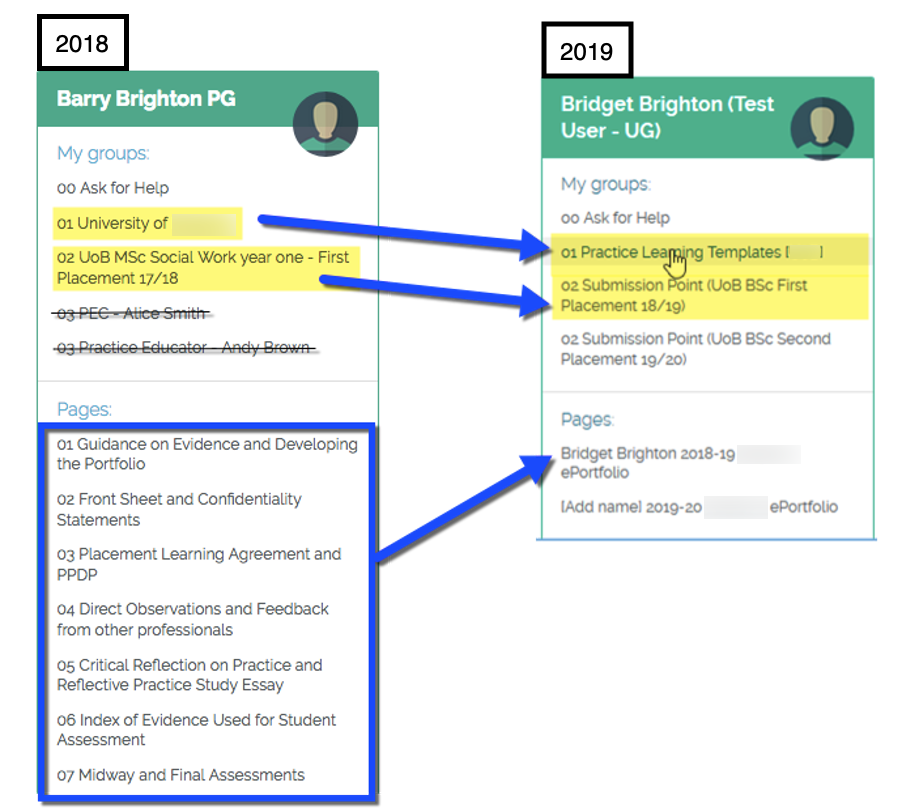 2018
Barry Brighton PG
My groups:
00 Ask for Help
01 University of
02 UoB MSc Social Work year one - First
Placement 17/18
03 PEC - Alice Smith
03 Practice Educator - Andy Brown
Pages:
01 Guidance on Evidence and Developing
the Portfolio
02 Front Sheet and Confidentiality
Statements
03 Placement Learning Agreement and
PPDP
04 Direct Observations and Feedback
from other professionals
05 Critical Reflection on Practice and
Reflective Practice Study Essay
06 Index of Evidence Used for Student
Assessment
07 Midway and Final Assessments
2019
Bridget Brighton (Test
User - UG)
My groups:
00 Ask for Help
01 Practice Learning Templates [ ]
02 Submission Point (UoB BSc First
Placement 18/19)
02 Submission Point (UoB BSc Second
Placement 19/20)
Pages:
Bridget Brighton 2018-19
ePortfolio
[Add name] 2019-20 ePortfolio